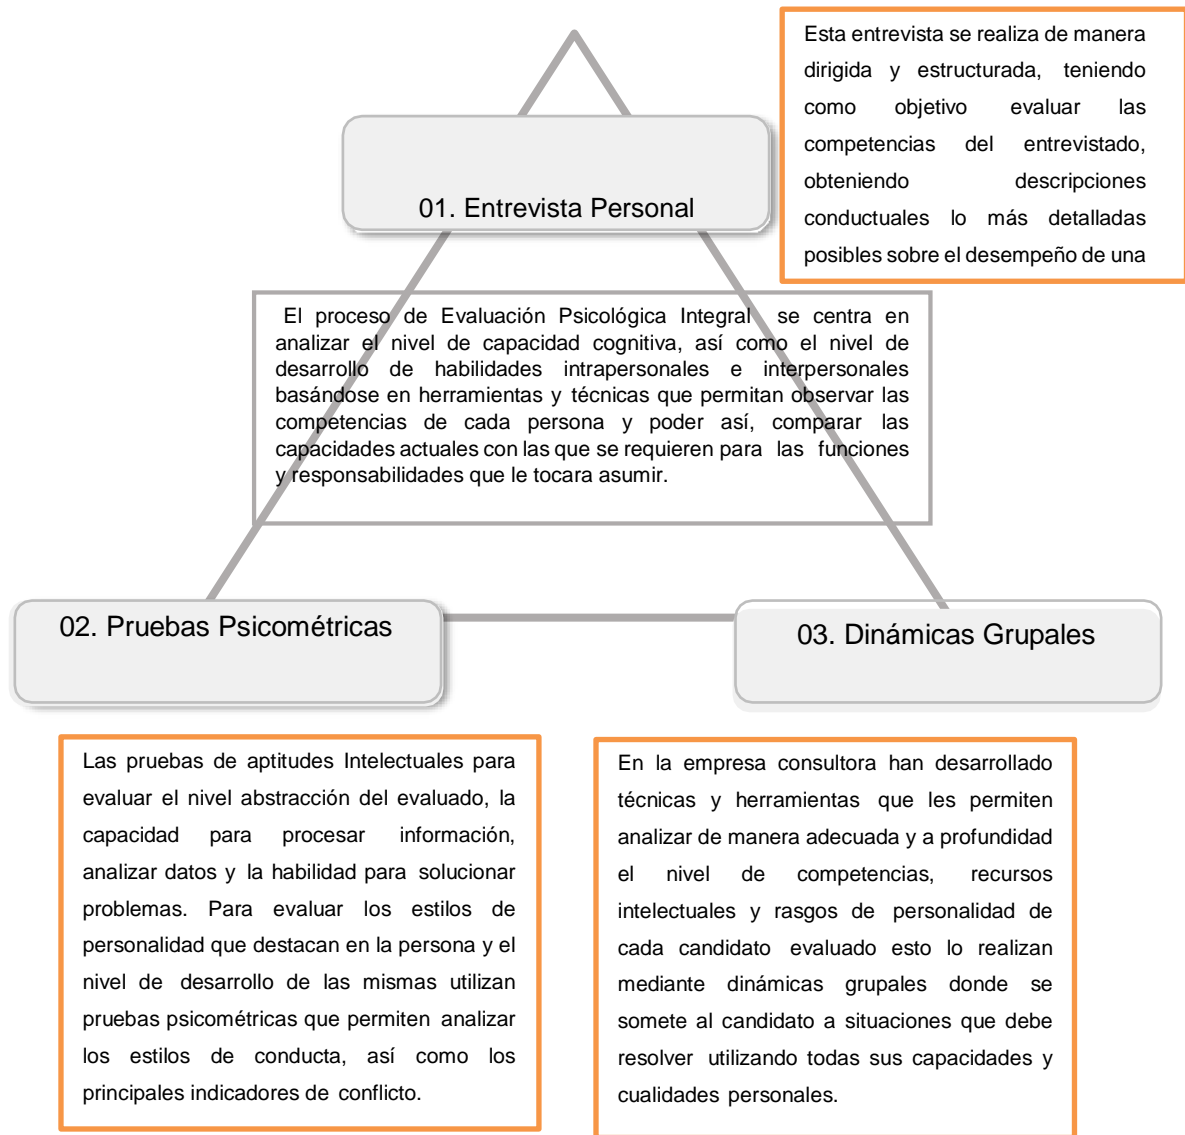 Esta entrevista se realiza de manera
dirigida y estructurada, teniendo
como objetivo evaluar las
competencias del entrevistado,
obteniendo descripciones
conductuales lo más detalladas
posibles sobre el desempeño de una
01. Entrevista Personal
El proceso de Evaluación Psicológica Integral se centra en
analizar el nivel de capacidad cognitiva, así como el nivel de
desarrollo de habilidades intrapersonales e interpersonales
basándose en herramientas y técnicas que permitan observar las
competencias de cada persona y poder así, comparar las
capacidades actuales con las que se requieren para las funciones
y responsabilidades que le tocara asumir.
02. Pruebas Psicométricas
03. Dinámicas Grupales
Las pruebas de aptitudes Intelectuales para
evaluar el nivel abstracción del evaluado, la
capacidad para procesar información,
analizar datos y la habilidad para solucionar
problemas. Para evaluar los estilos de
personalidad que destacan en la persona y el
nivel de desarrollo de las mismas utilizan
pruebas psicométricas que permiten analizar
los estilos de conducta, así como los
principales indicadores de conflicto.
En la empresa consultora han desarrollado
técnicas y herramientas que les permiten
analizar de manera adecuada y a profundidad
el nivel de competencias, recursos
intelectuales y rasgos de personalidad de
cada candidato evaluado esto lo realizan
mediante dinámicas grupales donde se
somete al candidato a situaciones que debe
resolver utilizando todas sus capacidades y
cualidades personales.